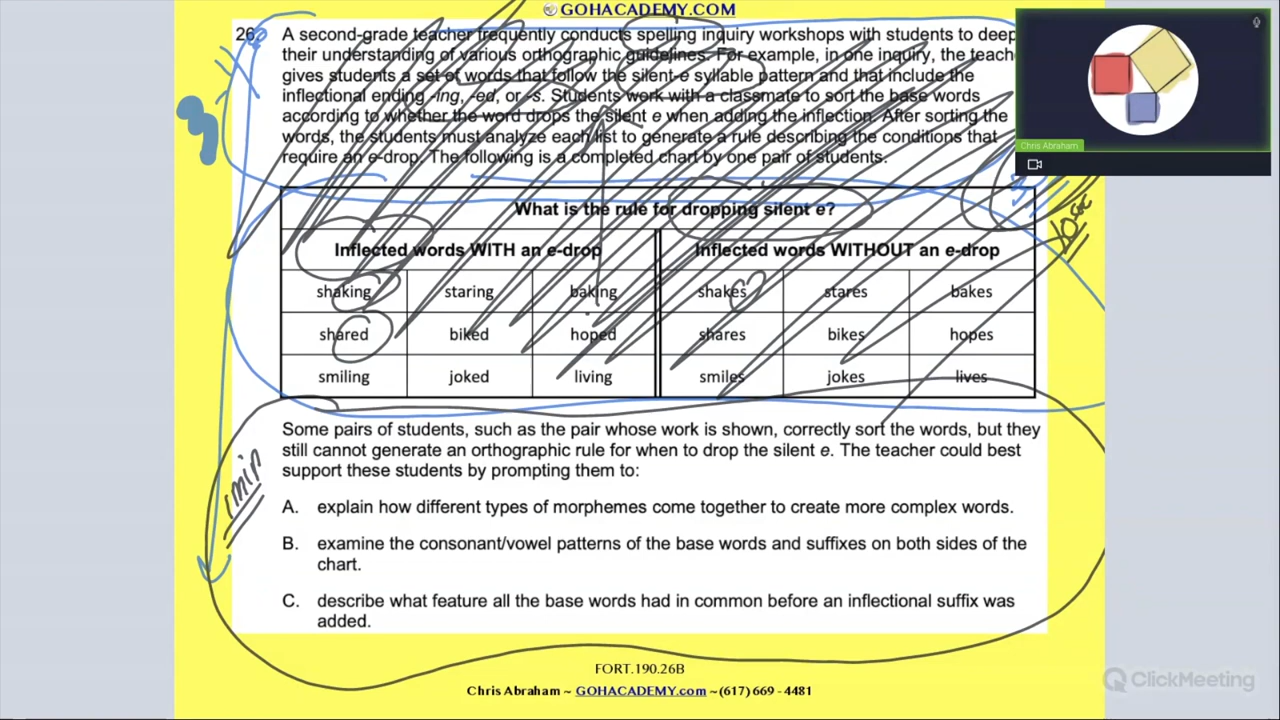 GOHACADEMY.COM
26. A second-grade teacher frequently conducts spelling inquiry workshops with students to deep
their understanding of various orthographic guidelines. For example, in one inquiry, the teach
gives students a set of words that follow the silent-e syllable pattern and that include the
inflectional ending -ing, -ed, or -s. Students work with a classmate to sort the base words
according to whether the word drops the silent e when adding the inflection. After sorting the
words, the students must analyze each list to generate a rule describing the conditions that
require an e-drop. The following is a completed chart by one pair of students.
Chris Abraham
What is the rule for dropping silent e?
lose
Inflected words WITH an e-drop Inflected words WITHOUT an e-drop
shaking staring baking shakes stares bakes
shared biked hoped shares bikes hopes
smiling joked living smiles jokes lives
Some pairs of students, such as the pair whose work is shown, correctly sort the words, but they
still cannot generate an orthographic rule for when to drop the silent e. The teacher could best
support these students by prompting them to:
1min
A. explain how different types of morphemes come together to create more complex words.
B. examine the consonant/vowel patterns of the base words and suffixes on both sides of the
chart.
C. describe what feature all the base words had in common before an inflectional suffix was
added.
FORT.190.26B
Chris Abraham ~ GOHACADEMY.com ~(617) 669 - 4481
ClickMeeting